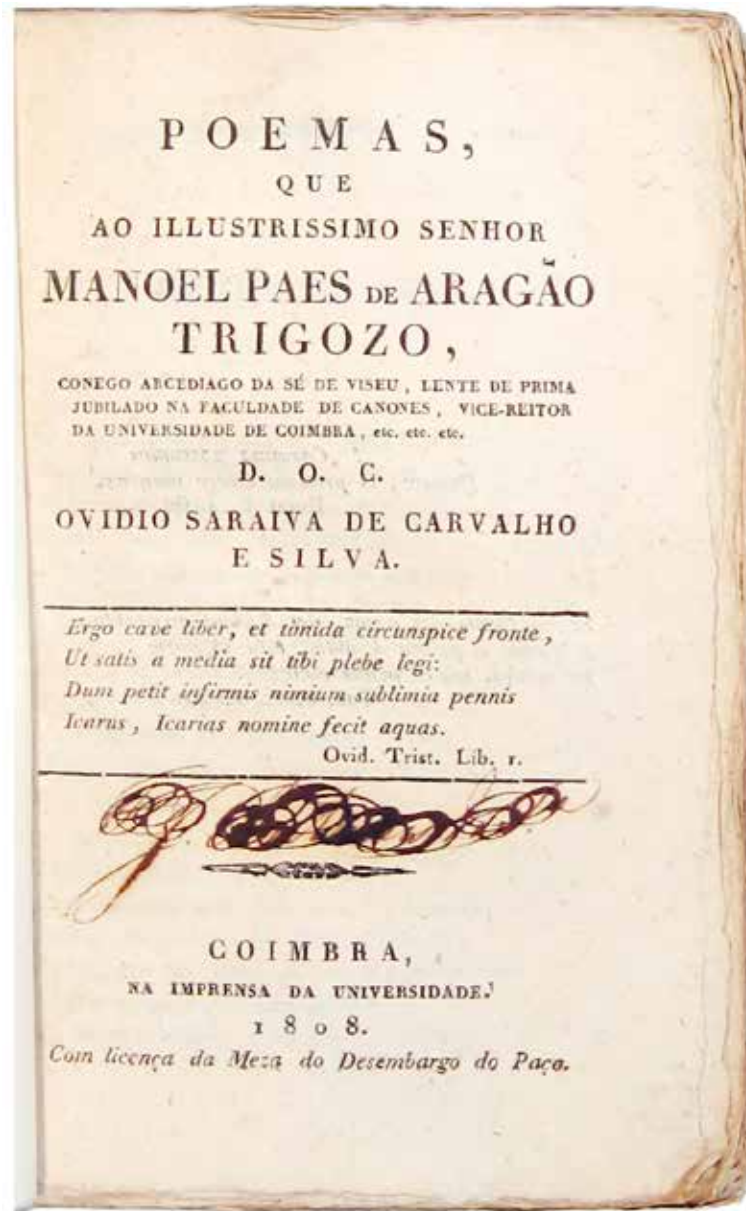 POEMAS,
QUE
AO ILLUSTRISSIMO SENHOR
MANOEL PAES DE ARAGÃO
TRIGOZO,
CONEGO ARCEDIAGO DA SÉ DE VISEU, LENTE DE PRIMA
JUBILADO NA FACULDADE DE CANONES, VICE-REITOR
DA UNIVERSIDADE DE COIMBRA, etc. etc. etc.
D. O. C.
OVIDIO SARAIVA DE CARVALHO
E SILVA.
Ergo cave liber, et timida circunspice fronte,
Ut satis a media sit tibi plebe legi:
Dum petit infirmis nimium sublimia pennis
Icarus, Icarias nomine fecit aquas.
Ovid. Trist. Lib. 1.
COIMBRA,
NA IMPRENSA DA UNIVERSIDADE.
1808.
Com licença da Meza do Desembargo do Paço.